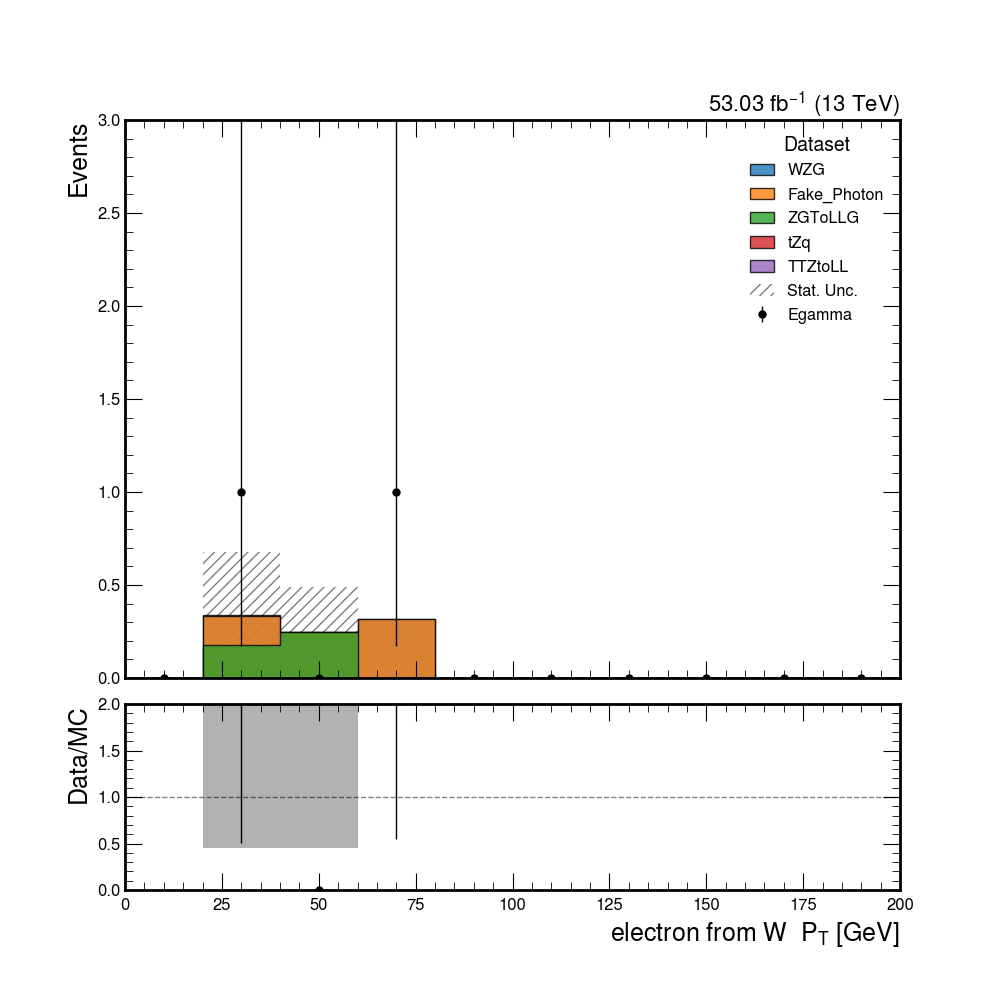 53.03 fb⁻¹ (13 TeV)
Events
3.0
2.5
2.0
1.5
1.0
0.5
0.0
Dataset
WZG
Fake_Photon
ZGToLLG
tZq
TTZtoLL
Stat. Unc.
Egamma
Data/MC
2.0
1.5
1.0
0.5
0.0
0 25 50 75 100 125 150 175 200
electron from W P_T [GeV]